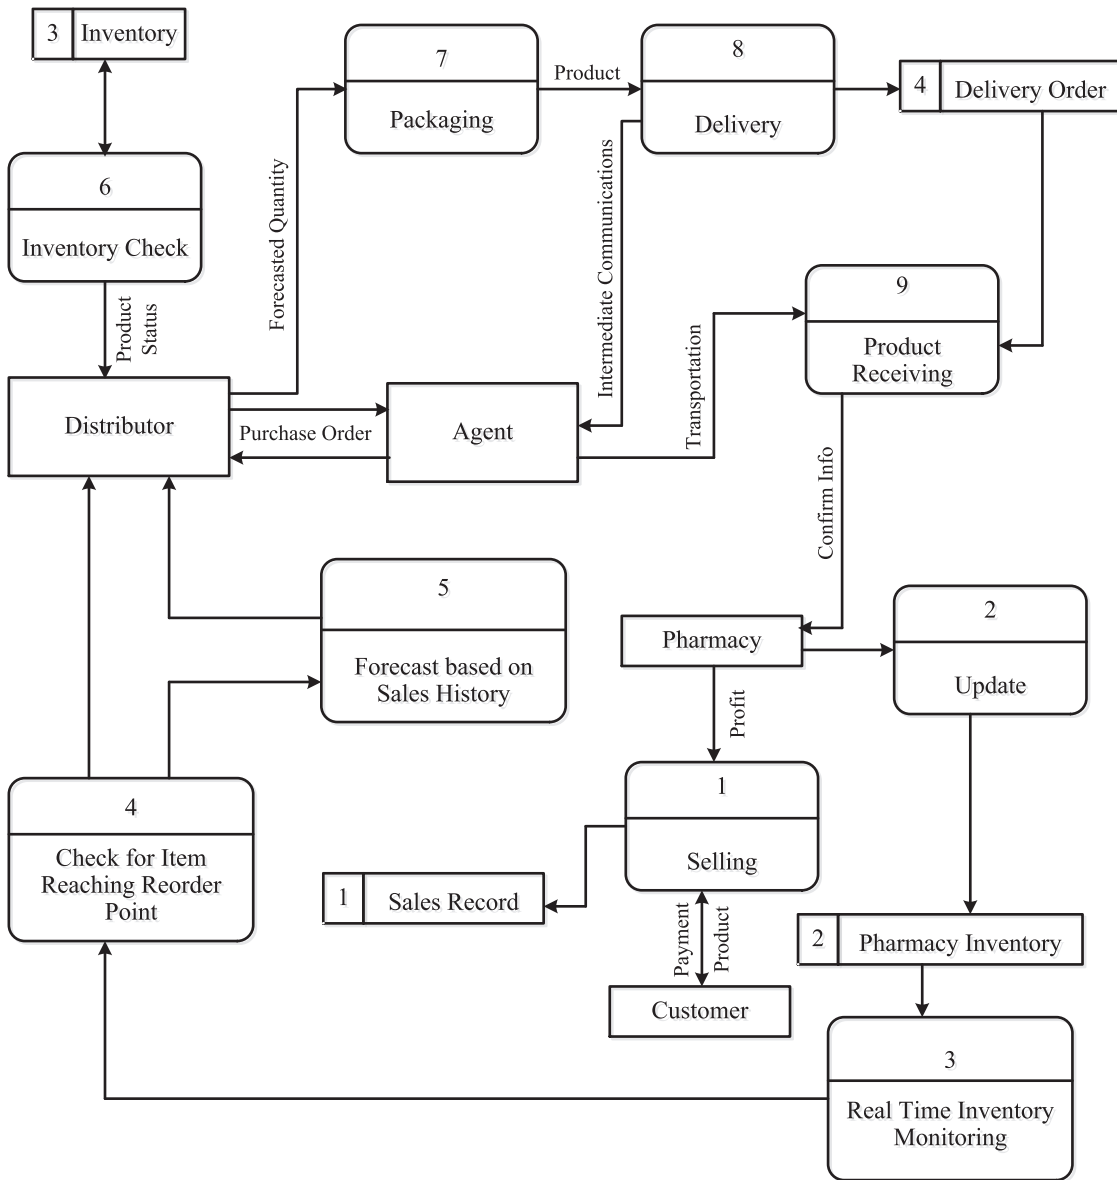 3 Inventory
7
Packaging
Product
8
Delivery
4 Delivery Order
6
Inventory Check
Product
Status
Forecasted Quantity
Intermediate Communications
9
Product
Receiving
Transportation
Distributor
Purchase Order
Agent
Confirm Info
5
Forecast based on
Sales History
Pharmacy
2
Update
Profit
4
Check for Item
Reaching Reorder
Point
1
Selling
1 Sales Record
Payment
Product
2 Pharmacy Inventory
Customer
3
Real Time Inventory
Monitoring